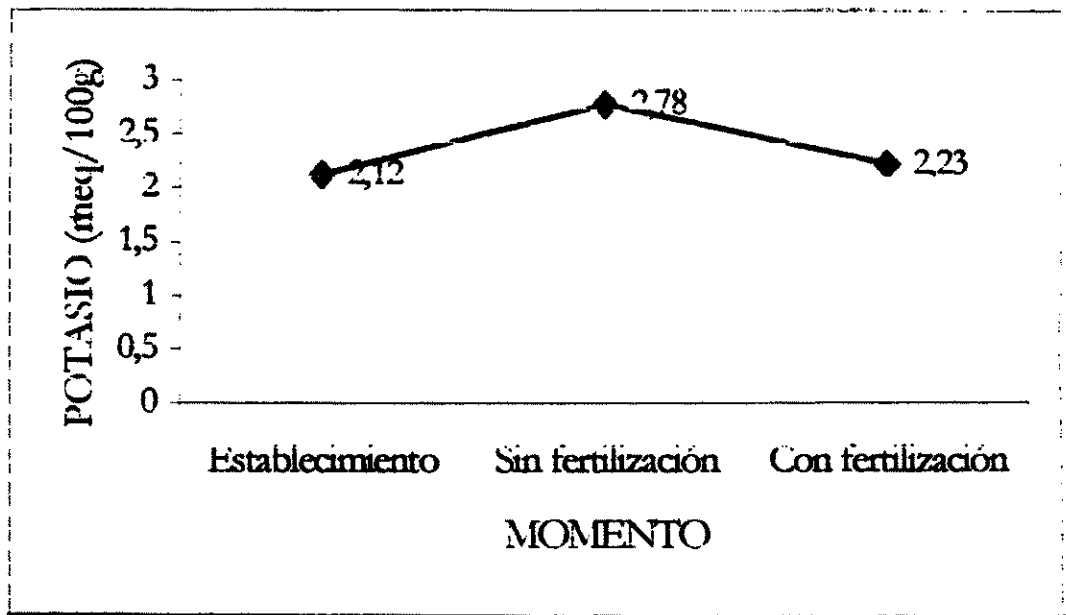 POTASIO (meq/100g)
3
2,5
2
1,5
1
0,5
0
2,12
2,78
2,23
Establecimiento
Sin fertilización
Con fertilización
MOMENTO